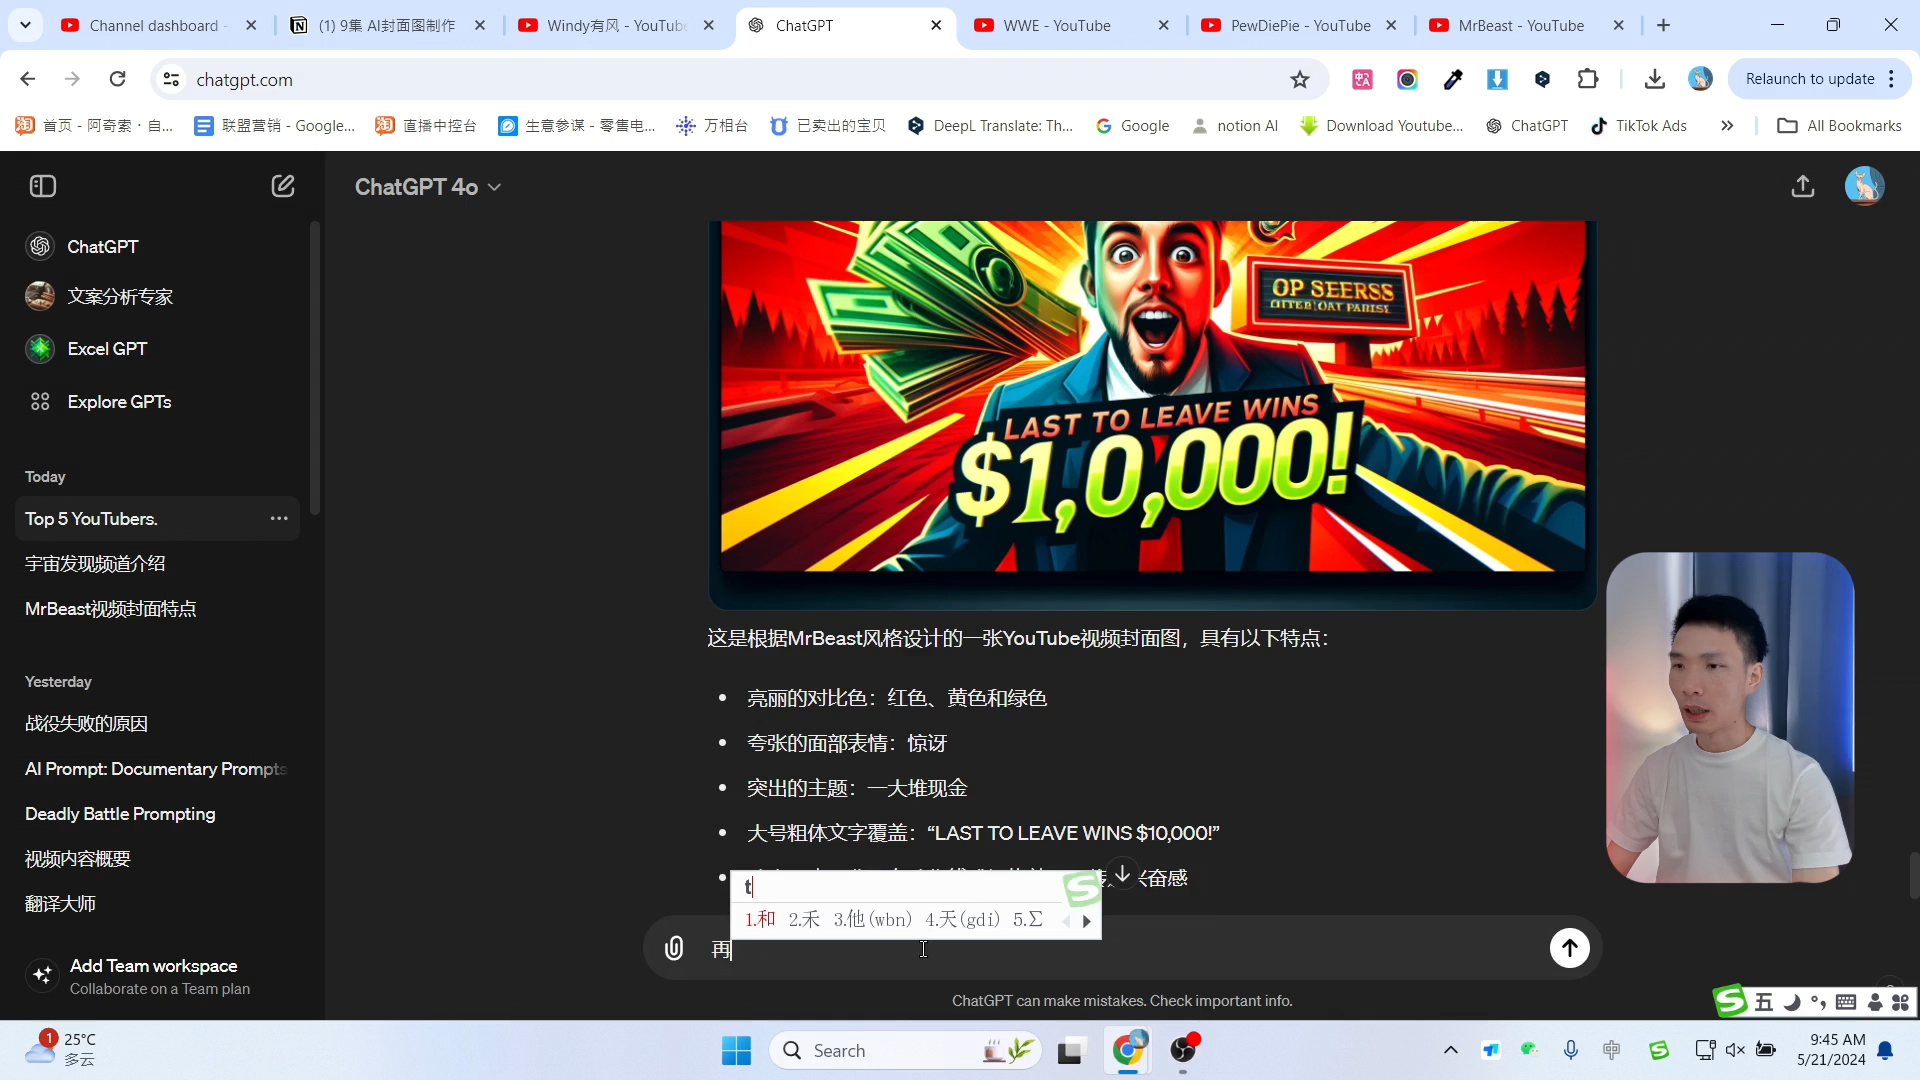 Channel dashboard -
(1) 9集 AI封面图制作
Windy有风 - YouTube
ChatGPT
WWE - YouTube
PewDiePie - YouTube
MrBeast - YouTube
chatgpt.com
Relaunch to update
首页 - 阿奇索 · 自...
联盟营销 - Google...
直播中控台
生意参谋 - 零售电...
万相台
已卖出的宝贝
DeepL Translate: Th...
Google
notion AI
Download Youtube...
ChatGPT
TikTok Ads
All Bookmarks
ChatGPT 4o
ChatGPT
文案分析专家
Excel GPT
Explore GPTs
Today
Top 5 YouTubers.
宇宙发现频道介绍
MrBeast视频封面特点
Yesterday
战役失败的原因
AI Prompt: Documentary Prompts
Deadly Battle Prompting
视频内容概要
翻译大师
Add Team workspace
Collaborate on a Team plan
OP SEERSS
LAST TO LEAVE WINS
$1,0,000!
这是根据MrBeast风格设计的一张YouTube视频封面图，具有以下特点：
亮丽的对比色：红色、黄色和绿色
夸张的面部表情：惊讶
突出的主题：一大堆现金
大号粗体文字覆盖：“LAST TO LEAVE WINS $10,000!”
兴奋感
t
1.和 2.禾 3.他(wbn) 4.天(gdi) 5.Σ
再
ChatGPT can make mistakes. Check important info.
五
1
25°C
多云
Search
中
9:45 AM
5/21/2024